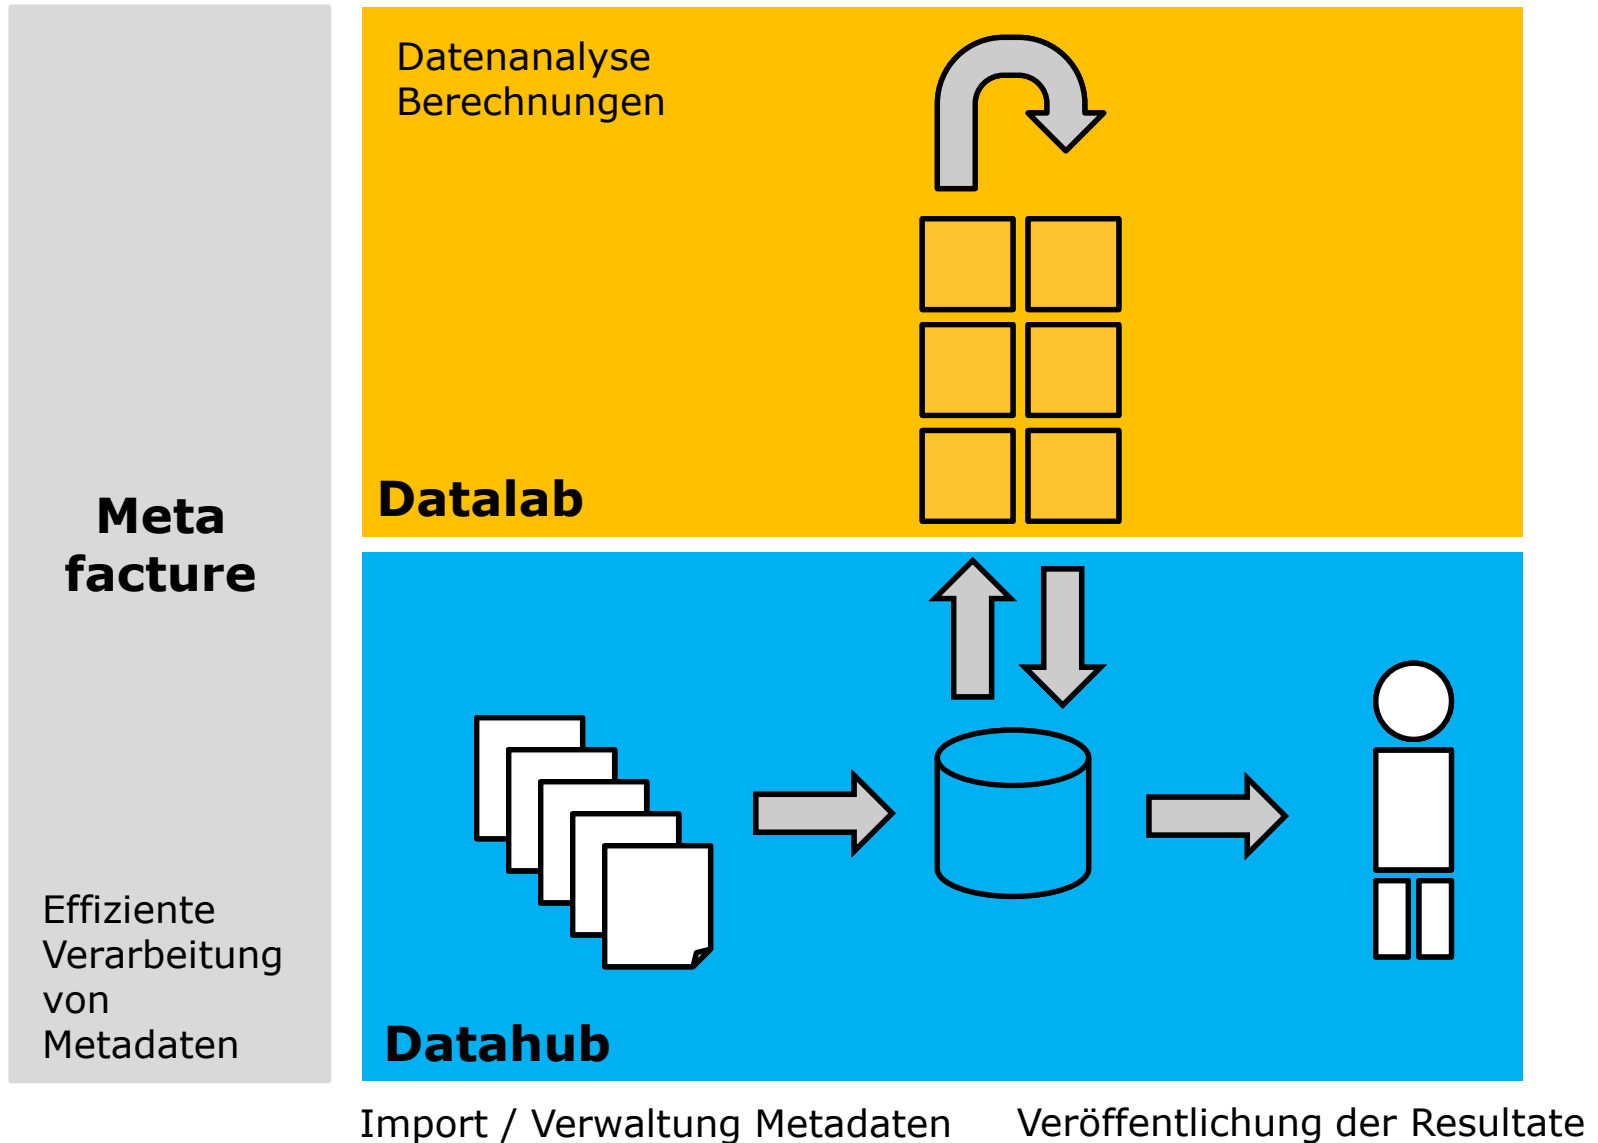 Datenanalyse
Berechnungen
Datalab
Meta
facture
Effiziente
Verarbeitung
von
Metadaten
Datahub
Import / Verwaltung Metadaten
Veröffentlichung der Resultate